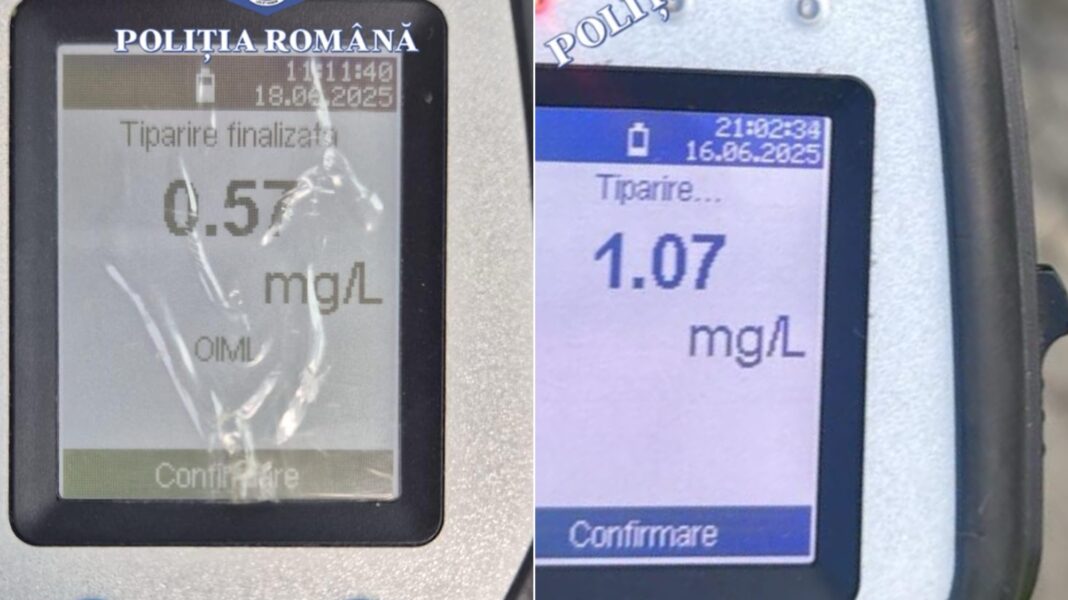 POLIȚIA ROMÂNĂ
11:11:40
18.06.2025
Tiparire finalizata
0.57
mg/L
OIML
Confirmare
POLIȚ
21:02:34
16.06.2025
Tiparire...
1.07
mg/L
Confirmare